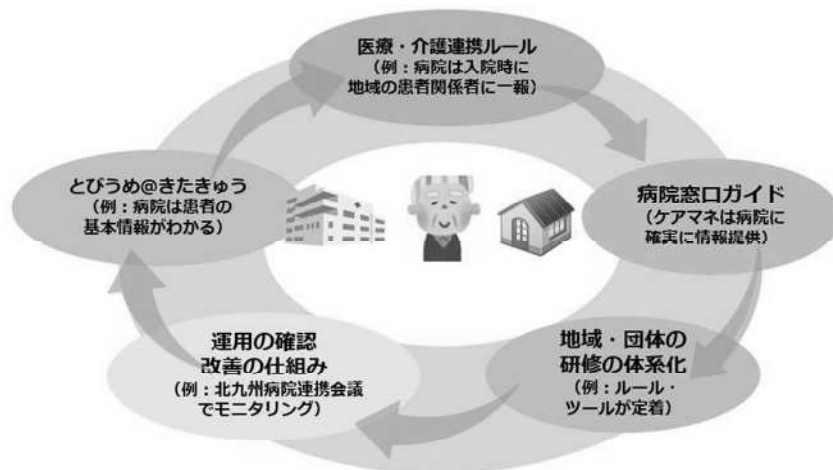 医療・介護連携ルール
（例：病院は入院時に
地域の患者関係者に一報）
病院窓口ガイド
（ケアマネは病院に
確実に情報提供）
地域・団体の
研修の体系化
（例：ルール・
ツールが定着）
運用の確認
改善の仕組み
（例：北九州病院連携会議
でモニタリング）
とびうめ@きたきゅう
（例：病院は患者の
基本情報がわかる）